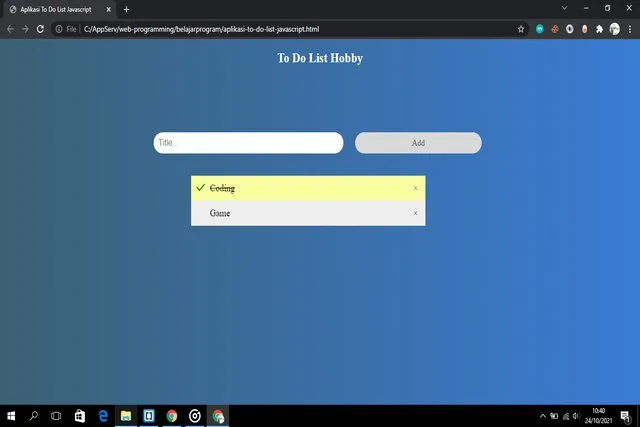 Aplikasi To Do List Javascript
File | C:/AppServ/web-programming/belajarprogram/aplikasi-to-do-list-javascript.html
To Do List Hobby
Title... Add
Coding ×
Game ×
10:40
24/10/2021